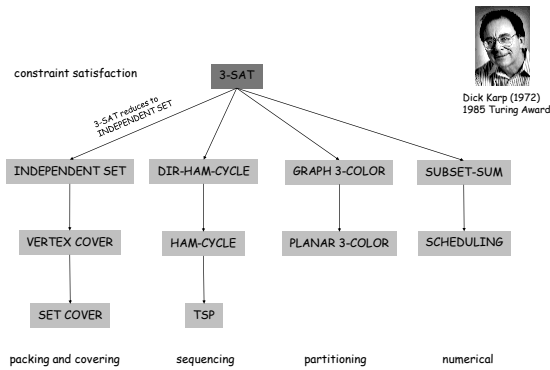 constraint satisfaction
3-SAT
Dick Karp (1972)
1985 Turing Award
3-SAT reduces to
INDEPENDENT SET
INDEPENDENT SET
DIR-HAM-CYCLE
GRAPH 3-COLOR
SUBSET-SUM
VERTEX COVER
HAM-CYCLE
PLANAR 3-COLOR
SCHEDULING
SET COVER
TSP
packing and covering
sequencing
partitioning
numerical